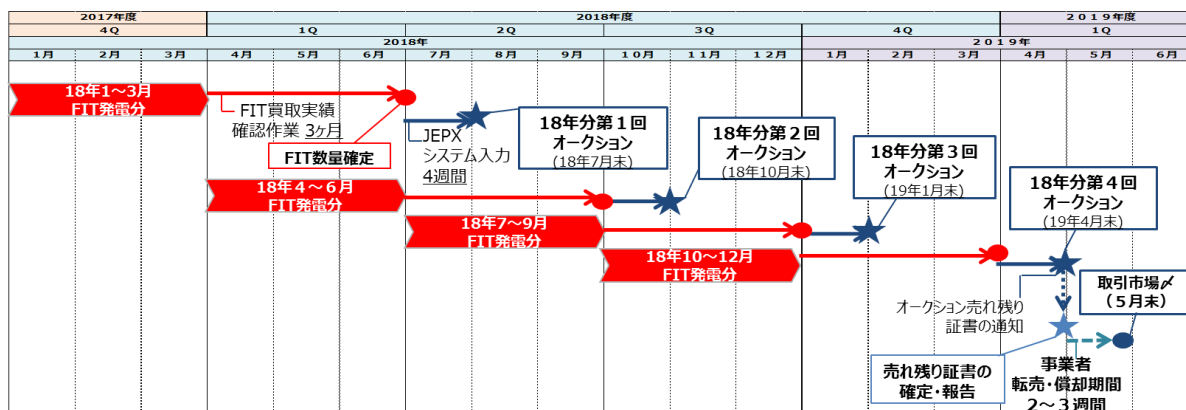 2017年度
2018年度
2019年度
4Q
1Q
2Q
3Q
4Q
1Q
2018年
2019年
1月
2月
3月
4月
5月
6月
7月
8月
9月
10月
11月
12月
1月
2月
3月
4月
5月
6月
18年1～3月
FIT発電分
FIT買取実績
確認作業 3ヶ月
FIT数量確定
JEPX
システム入力
4週間
18年分第1回
オークション
(18年7月末)
18年4～6月
FIT発電分
18年分第2回
オークション
(18年10月末)
18年7～9月
FIT発電分
18年分第3回
オークション
(19年1月末)
18年10～12月
FIT発電分
18年分第4回
オークション
(19年4月末)
オークション売れ残り
証書の通知
取引市場〆
(5月末)
売れ残り証書の
確定・報告
事業者
転売・償却期間
2～3週間